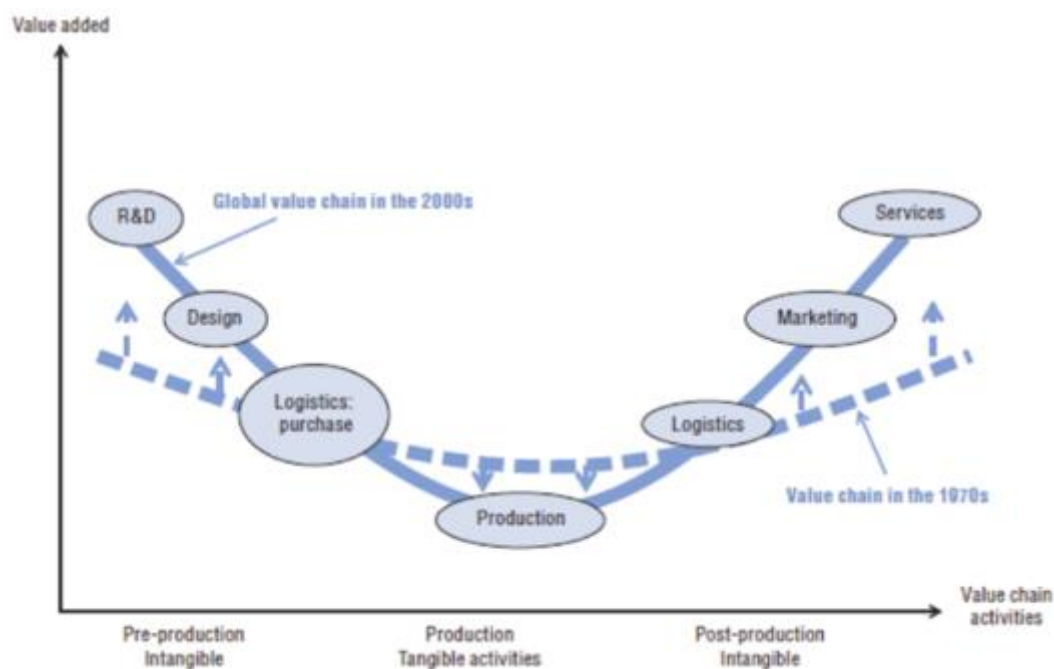 Value added
R&D
Global value chain in the 2000s
Services
Design
Marketing
Logistics:
purchase
Logistics
Production
Value chain in the 1970s
Value chain
activities
Pre-production
Intangible
Production
Tangible activities
Post-production
Intangible